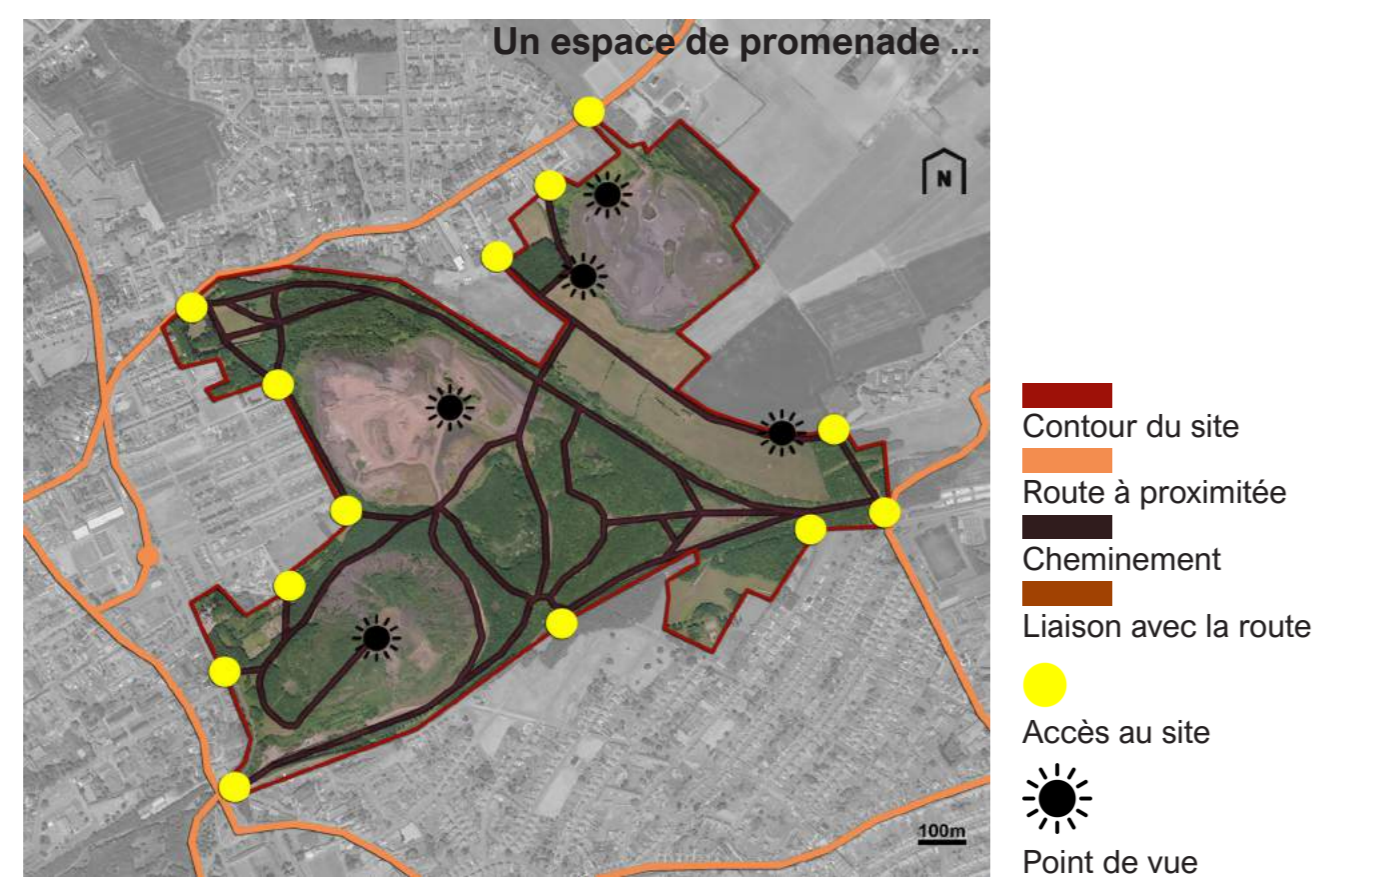 Un espace de promenade ...
N
100m
Contour du site
Route à proximitée
Cheminement
Liaison avec la route
Accès au site
Point de vue